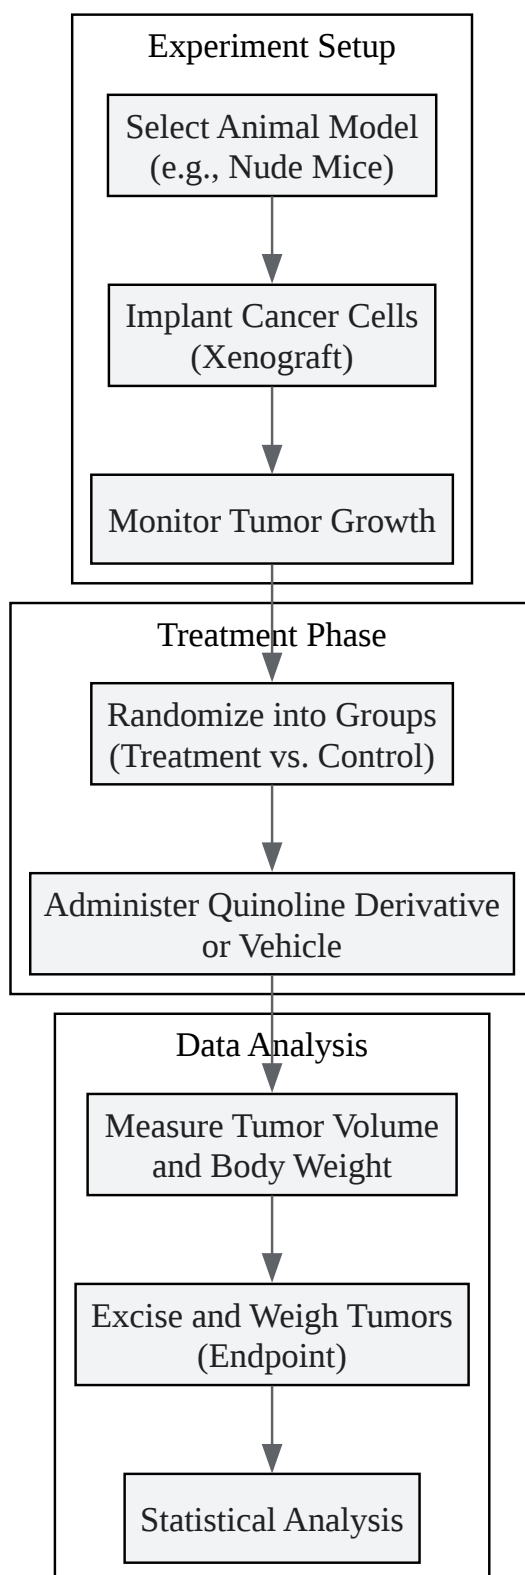 Experiment Setup
Select Animal Model
(e.g., Nude Mice)
Implant Cancer Cells
(Xenograft)
Monitor Tumor Growth
Treatment Phase
Randomize into Groups
(Treatment vs. Control)
Administer Quinoline Derivative
or Vehicle
Data Analysis
Measure Tumor Volume
and Body Weight
Excise and Weigh Tumors
(Endpoint)
Statistical Analysis